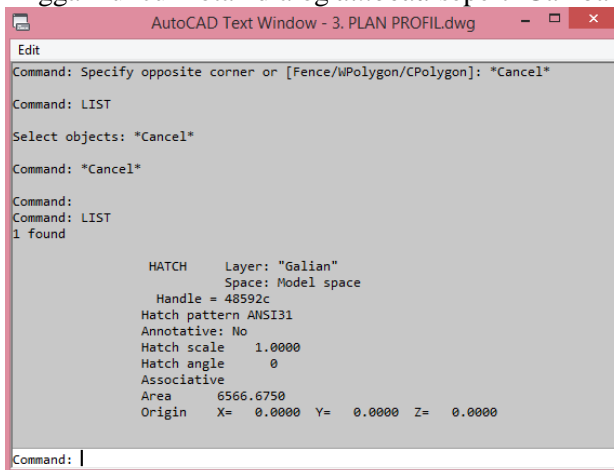 AutoCAD Text Window - 3. PLAN PROFIL.dwg
Edit
Command: Specify opposite corner or [Fence/WPolygon/CPolygon]: *Cancel*
Command: LIST
Select objects: *Cancel*
Command: *Cancel*
Command:
Command: LIST
1 found
HATCH Layer: "Galian"
Space: Model space
Handle = 48592c
Hatch pattern ANSI31
Annotative: No
Hatch scale 1.0000
Hatch angle 0
Associative
Area 6566.6750
Origin X= 0.0000 Y= 0.0000 Z= 0.0000
Command: